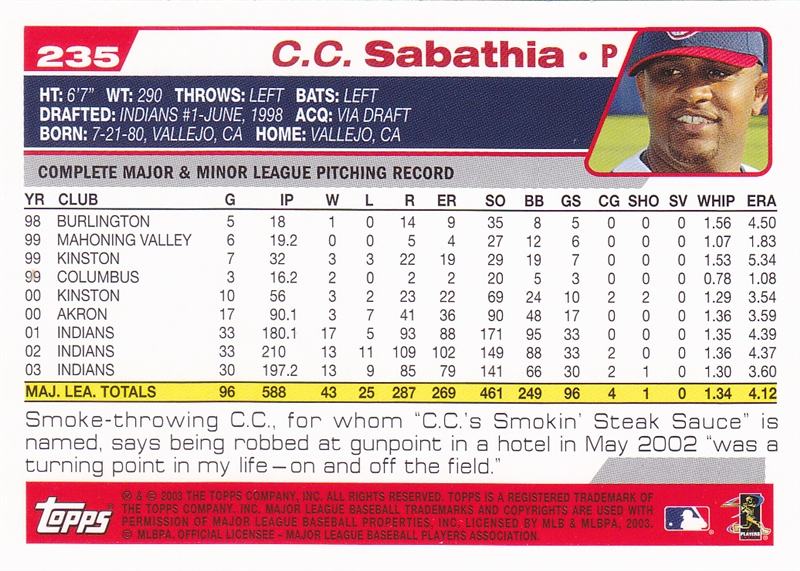 235 C.C. Sabathia • P
HT: 6'7" WT: 290 THROWS: LEFT BATS: LEFT
DRAFTED: INDIANS #1-JUNE, 1998 ACQ: VIA DRAFT
BORN: 7-21-80, VALLEJO, CA HOME: VALLEJO, CA
COMPLETE MAJOR & MINOR LEAGUE PITCHING RECORD
YR CLUB G IP W L R ER SO BB GS CG SHO SV WHIP ERA
98 BURLINGTON 5 18 1 0 14 9 35 8 5 0 0 0 1.56 4.50
99 MAHONING VALLEY 6 19.2 0 0 5 4 27 12 6 0 0 0 1.07 1.83
99 KINSTON 7 32 3 3 22 19 29 19 7 0 0 0 1.53 5.34
99 COLUMBUS 3 16.2 2 0 2 2 20 5 3 0 0 0 0.78 1.08
00 KINSTON 10 56 3 2 23 22 69 24 10 2 2 0 1.29 3.54
00 AKRON 17 90.1 3 7 41 36 90 48 17 0 0 0 1.36 3.59
01 INDIANS 33 180.1 17 5 93 88 171 95 33 0 0 0 1.35 4.39
02 INDIANS 33 210 13 11 109 102 149 88 33 2 0 0 1.36 4.37
03 INDIANS 30 197.2 13 9 85 79 141 66 30 2 1 0 1.30 3.60
MAJ. LEA. TOTALS 96 588 43 25 287 269 461 249 96 4 1 0 1.34 4.12
Smoke-throwing C.C., for whom "C.C.'s Smokin' Steak Sauce" is
named, says being robbed at gunpoint in a hotel in May 2002 "was a
turning point in my life—on and off the field."
Topps
® & © 2003 THE TOPPS COMPANY, INC. ALL RIGHTS RESERVED. TOPPS IS A REGISTERED TRADEMARK OF
THE TOPPS COMPANY, INC. MAJOR LEAGUE BASEBALL TRADEMARKS AND COPYRIGHTS ARE USED WITH
PERMISSION OF MAJOR LEAGUE BASEBALL PROPERTIES, INC. LICENSED BY MLB & MLBPA, 2003.
© MLBPA. OFFICIAL LICENSEE - MAJOR LEAGUE BASEBALL PLAYERS ASSOCIATION.
PLAYERS